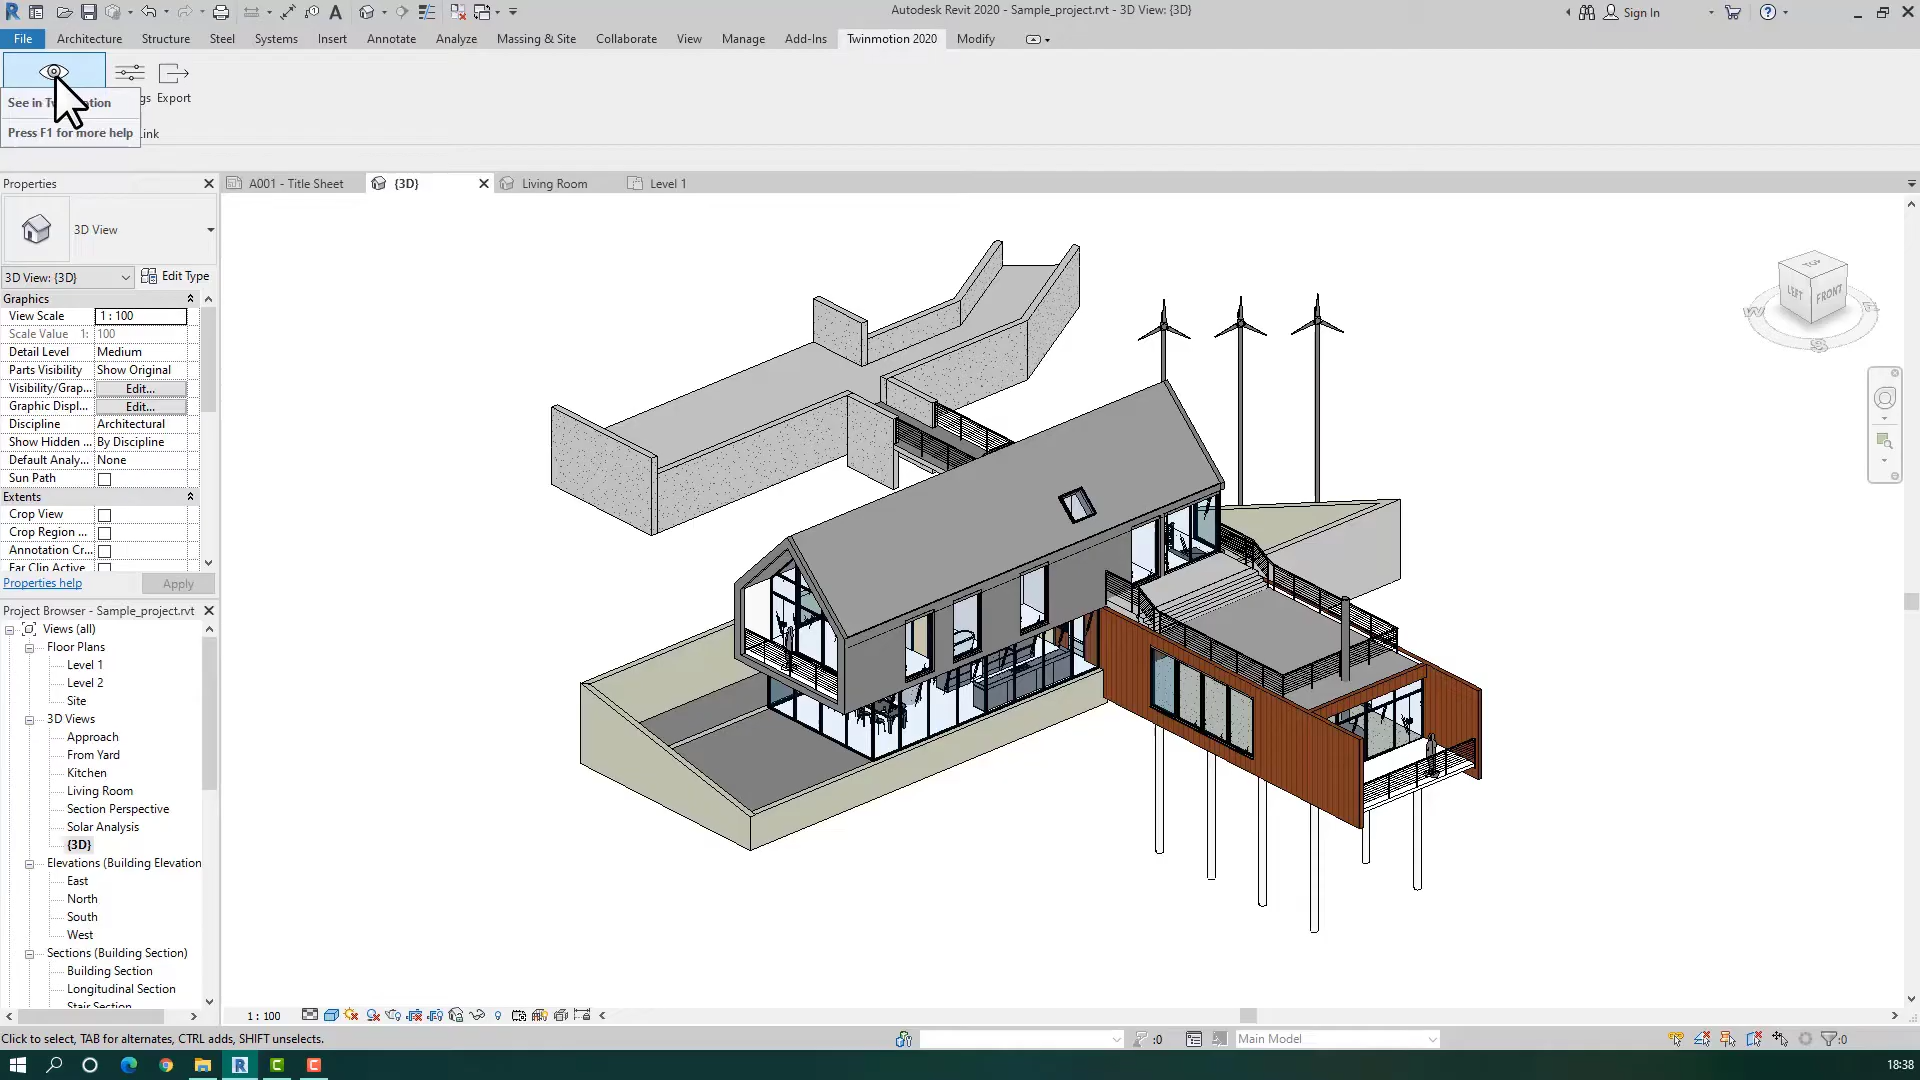 Autodesk Revit 2020 - Sample_project.rvt - 3D View: {3D}
Sign In
File
Architecture
Structure
Steel
Systems
Insert
Annotate
Analyze
Massing & Site
Collaborate
View
Manage
Add-Ins
Twinmotion 2020
Modify
Export
See in
Press F1 for more help
Properties
A001 - Title Sheet
{3D}
Living Room
Level 1
3D View
3D View: {3D}
Edit Type
Graphics
View Scale
1 : 100
Scale Value 1:
100
Detail Level
Medium
Parts Visibility
Show Original
Visibility/Grap...
Edit...
Graphic Displ...
Edit...
Discipline
Architectural
Show Hidden ...
By Discipline
Default Analy...
None
Sun Path
Extents
Crop View
Crop Region ...
Annotation Cr...
Far Clip Active
Properties help
Apply
Project Browser - Sample_project.rvt
Views (all)
Floor Plans
Level 1
Level 2
Site
3D Views
Approach
From Yard
Kitchen
Living Room
Section Perspective
Solar Analysis
{3D}
Elevations (Building Elevation
East
North
South
West
Sections (Building Section)
Building Section
Longitudinal Section
Stair Section
TOP
LEFT
FRONT
W
S
E
1 : 100
Click to select, TAB for alternates, CTRL adds, SHIFT unselects.
:0
Main Model
:0
18:38